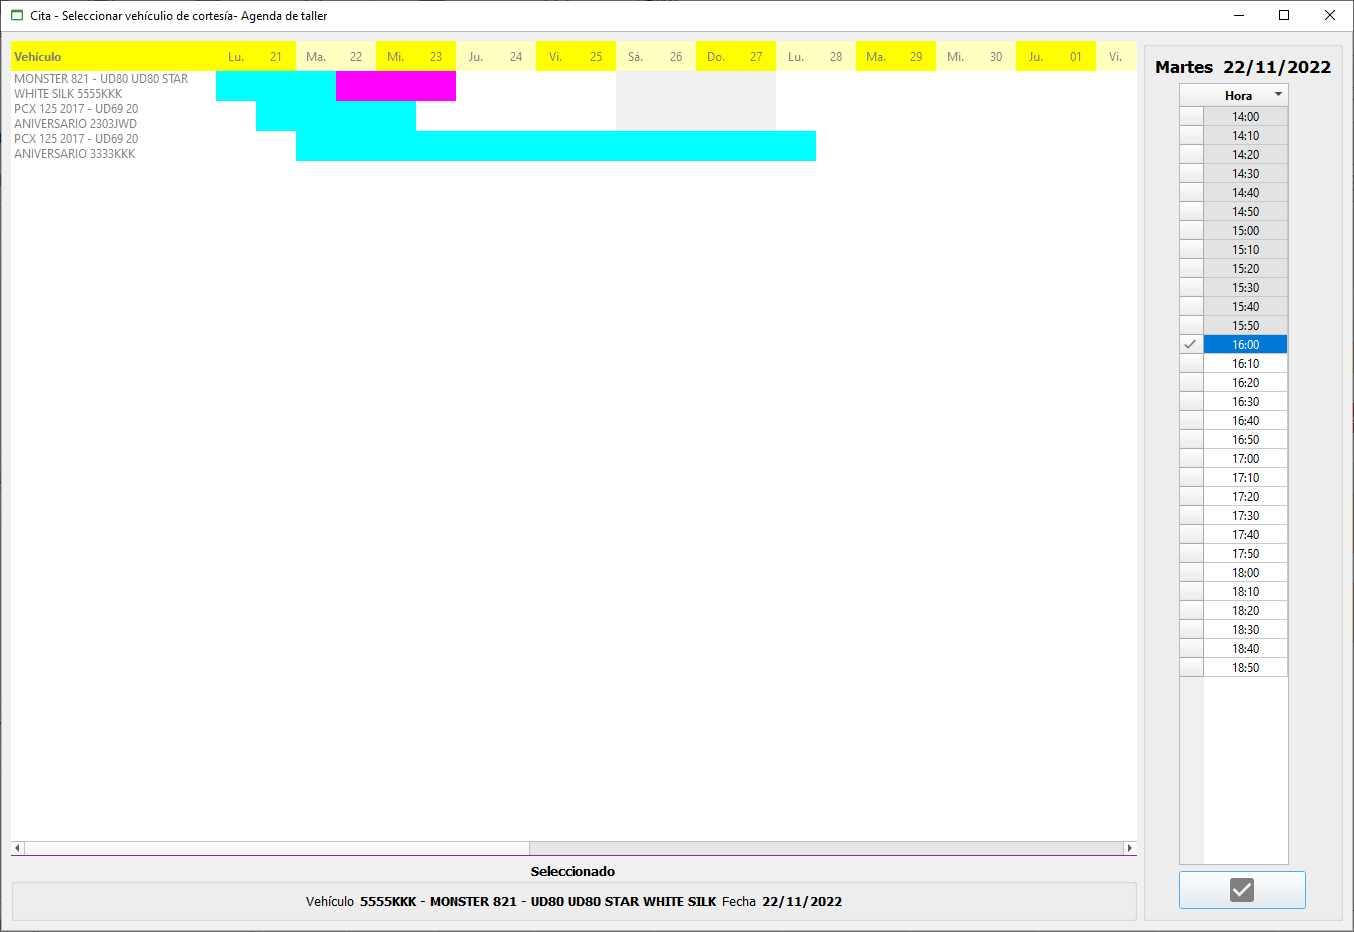 Cita - Seleccionar vehículio de cortesía- Agenda de taller
Vehículo Lu. 21 Ma. 22 Mi. 23 Ju. 24 Vi. 25 Sá. 26 Do. 27 Lu. 28 Ma. 29 Mi. 30 Ju. 01 Vi.
MONSTER 821 - UD80 UD80 STAR
WHITE SILK 5555KKK
PCX 125 2017 - UD69 20
ANIVERSARIO 2303JWD
PCX 125 2017 - UD69 20
ANIVERSARIO 3333KKK
Seleccionado
Vehículo 5555KKK - MONSTER 821 - UD80 UD80 STAR WHITE SILK Fecha 22/11/2022
Martes 22/11/2022
Hora
14:00
14:10
14:20
14:30
14:40
14:50
15:00
15:10
15:20
15:30
15:40
15:50
16:00
16:10
16:20
16:30
16:40
16:50
17:00
17:10
17:20
17:30
17:40
17:50
18:00
18:10
18:20
18:30
18:40
18:50